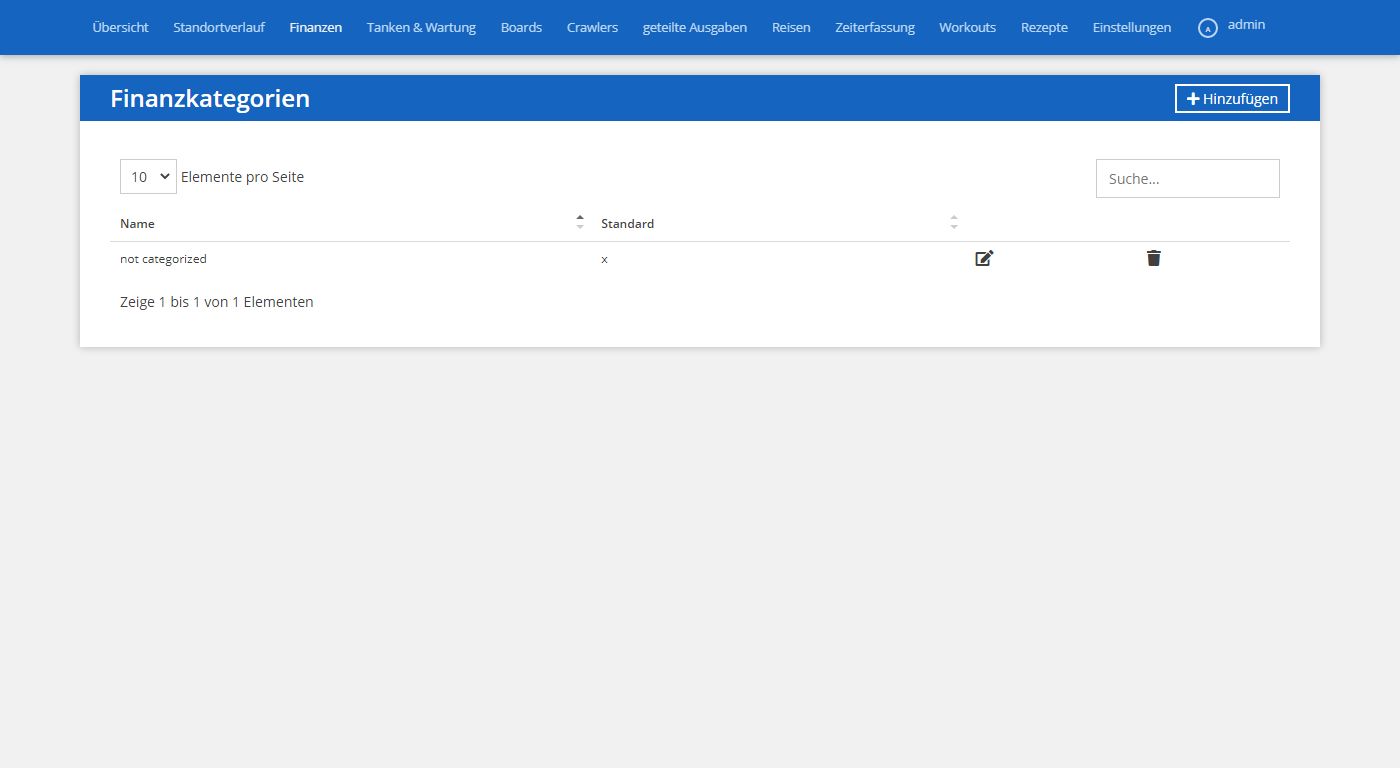 Übersicht Standortverlauf Finanzen Tanken & Wartung Boards Crawlers geteilte Ausgaben Reisen Zeiterfassung Workouts Rezepte Einstellungen A admin
Finanzkategorien Hinzufügen
10 Elemente pro Seite Suche...
Name Standard
not categorized x
Zeige 1 bis 1 von 1 Elementen